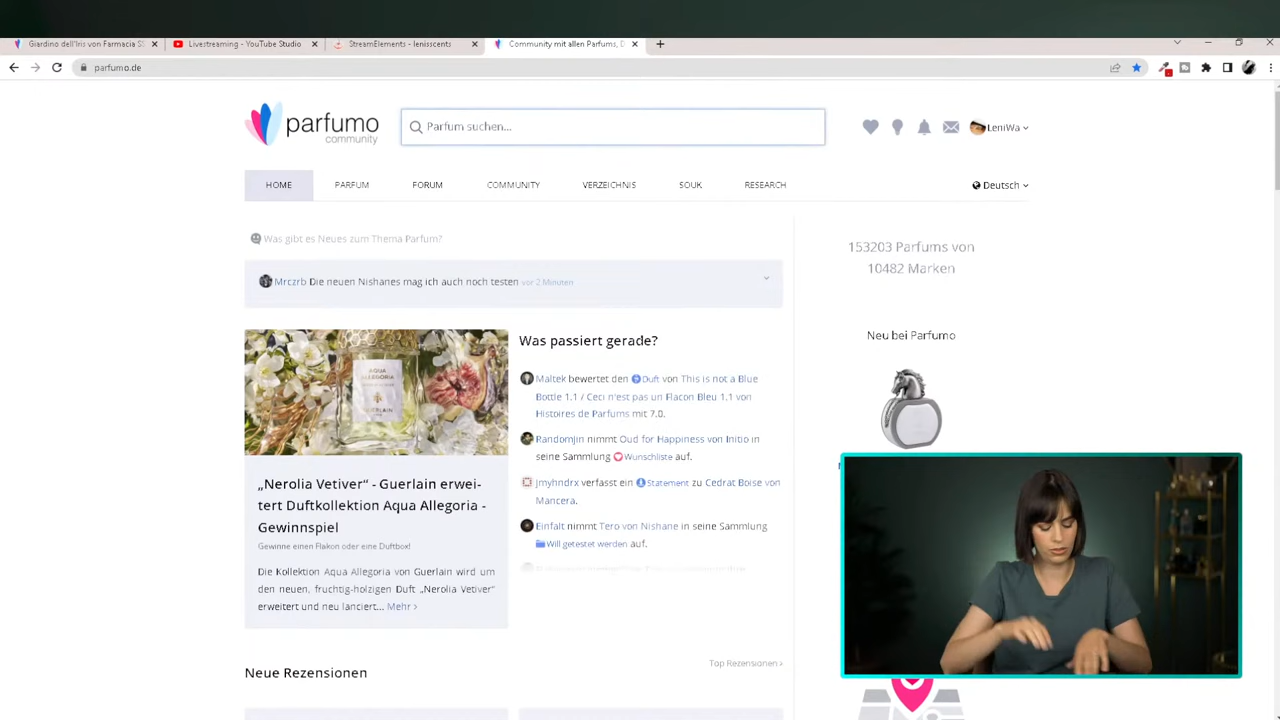 Giardino dell'Iris von Farmacia S
Livestreaming - YouTube Studio
StreamElements - lenisscents
Community mit allen Parfums, D
parfumo.de
parfumo
community
Parfum suchen...
LeniWa
HOME
PARFUM
FORUM
COMMUNITY
VERZEICHNIS
SOUK
RESEARCH
Deutsch
Was gibt es Neues zum Thema Parfum?
Mrczrb Die neuen Nishanes mag ich auch noch testen vor 2 Minuten
153203 Parfums von
10482 Marken
Neu bei Parfumo
AQUA
ALLEGORIA
GUERLAIN
„Nerolia Vetiver“ - Guerlain erwei-
tert Duftkollektion Aqua Allegoria -
Gewinnspiel
Gewinne einen Flakon oder eine Duftbox!
Die Kollektion Aqua Allegoria von Guerlain wird um
den neuen, fruchtig-holzigen Duft „Nerolia Vetiver“
erweitert und neu lanciert... Mehr ›
Was passiert gerade?
Maltek bewertet den Duft von This is not a Blue
Bottle 1.1 / Ceci n'est pas un Flacon Bleu 1.1 von
Histoires de Parfums mit 7.0.
Randomjin nimmt Oud for Happiness von Initio in
seine Sammlung Wunschliste auf.
Jmyhndrx verfasst ein Statement zu Cedrat Boise von
Mancera.
Einfalt nimmt Tero von Nishane in seine Sammlung
Will getestet werden auf.
Top Rezensionen ›
Neue Rezensionen